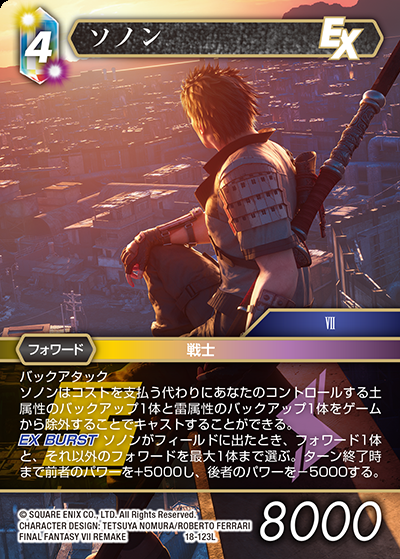 4
ソノン
EX
VII
フォワード
戦士
バックアタック
ソノンはコストを支払う代わりにあなたのコントロールする土
属性のバックアップ1体と雷属性のバックアップ1体をゲーム
から除外することでキャストすることができる。
EX BURST ソノンがフィールドに出たとき、フォワード1体
と、それ以外のフォワードを最大1体まで選ぶ。ターン終了時
まで前者のパワーを+5000し、後者のパワーを−5000する。
© SQUARE ENIX CO., LTD. All Rights Reserved.
CHARACTER DESIGN: TETSUYA NOMURA/ROBERTO FERRARI
FINAL FANTASY VII REMAKE
18-123L
8000